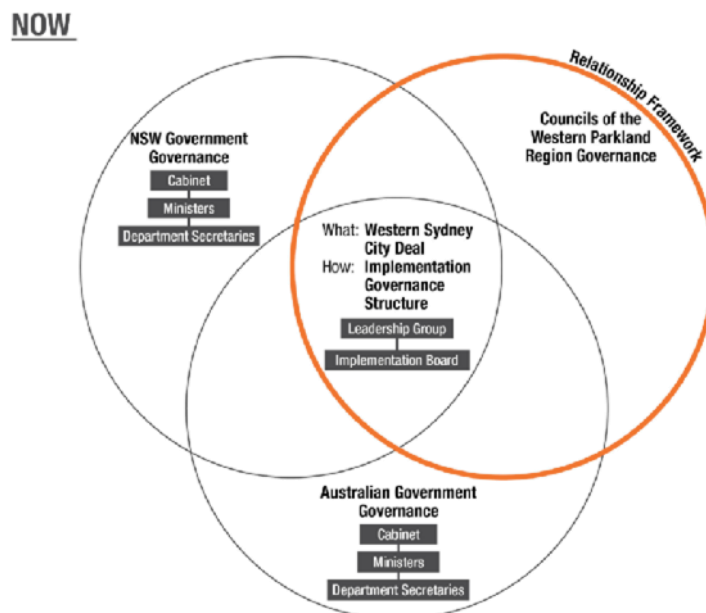 NOW
Relationship Framework
NSW Government
Governance
Cabinet
Ministers
Department Secretaries
Councils of the
Western Parkland
Region Governance
What: Western Sydney
City Deal
How: Implementation
Governance
Structure
Leadership Group
Implementation Board
Australian Government
Governance
Cabinet
Ministers
Department Secretaries